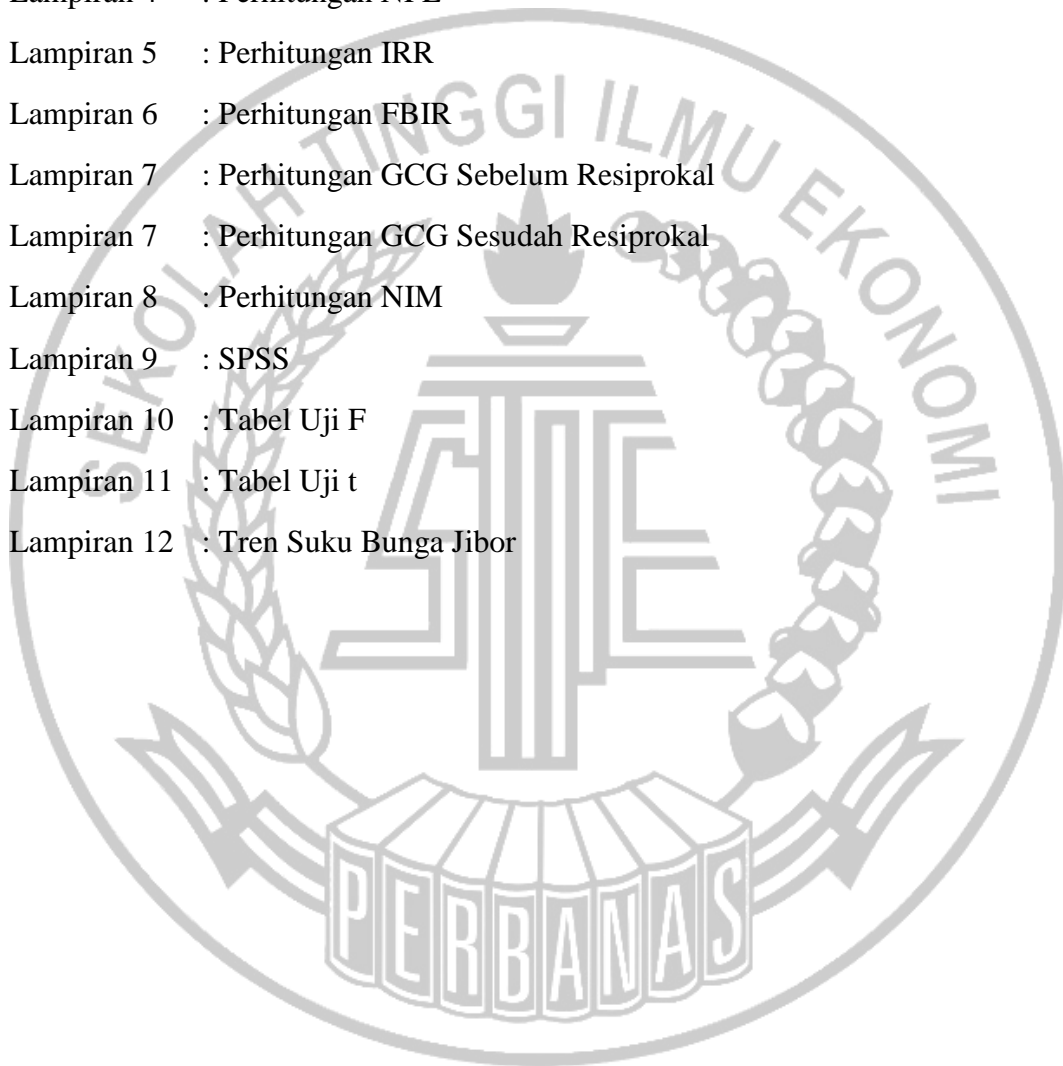 Lampiran 5 : Perhitungan IRR
Lampiran 6 : Perhitungan FBIR
Lampiran 7 : Perhitungan GCG Sebelum Resiprokal
Lampiran 7 : Perhitungan GCG Sesudah Resiprokal
Lampiran 8 : Perhitungan NIM
Lampiran 9 : SPSS
Lampiran 10 : Tabel Uji F
Lampiran 11 : Tabel Uji t
Lampiran 12 : Tren Suku Bunga Jibor
SEKOLAH TINGGI ILMU EKONOMI
PERBANAS